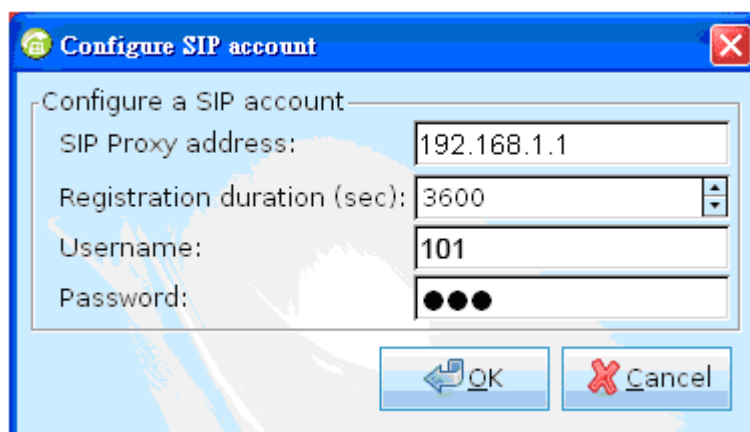 Configure SIP account
Configure a SIP account
SIP Proxy address: 192.168.1.1
Registration duration (sec): 3600
Username: 101
Password: ●●●
OK Cancel